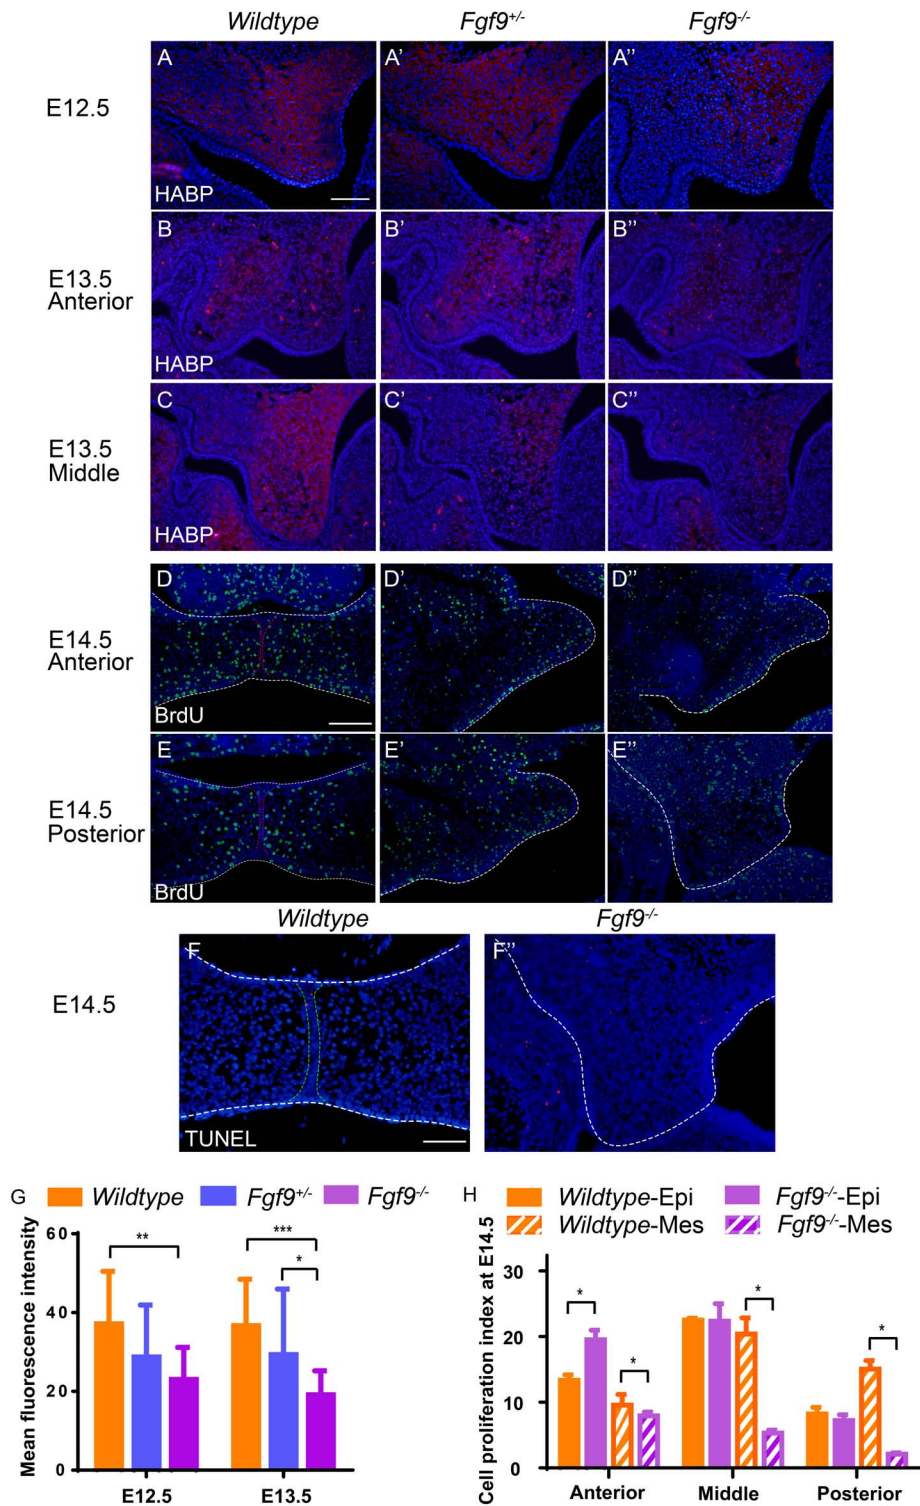 Wildtype Fgf9+/- Fgf9-/-
E12.5
A A' A''
HABP
E13.5
Anterior
B B' B''
HABP
E13.5
Middle
C C' C''
HABP
E14.5
Anterior
D D' D''
BrdU
E14.5
Posterior
E E' E''
BrdU
Wildtype Fgf9-/-
E14.5
F F''
TUNEL
G Wildtype Fgf9+/- Fgf9-/-
Mean fluorescence intensity
60
40
20
0
** *** *
E12.5 E13.5
H Wildtype-Epi Fgf9-/-Epi
Wildtype-Mes Fgf9-/-Mes
Cell proliferation index at E14.5
30
20
10
0
* * * *
Anterior Middle Posterior